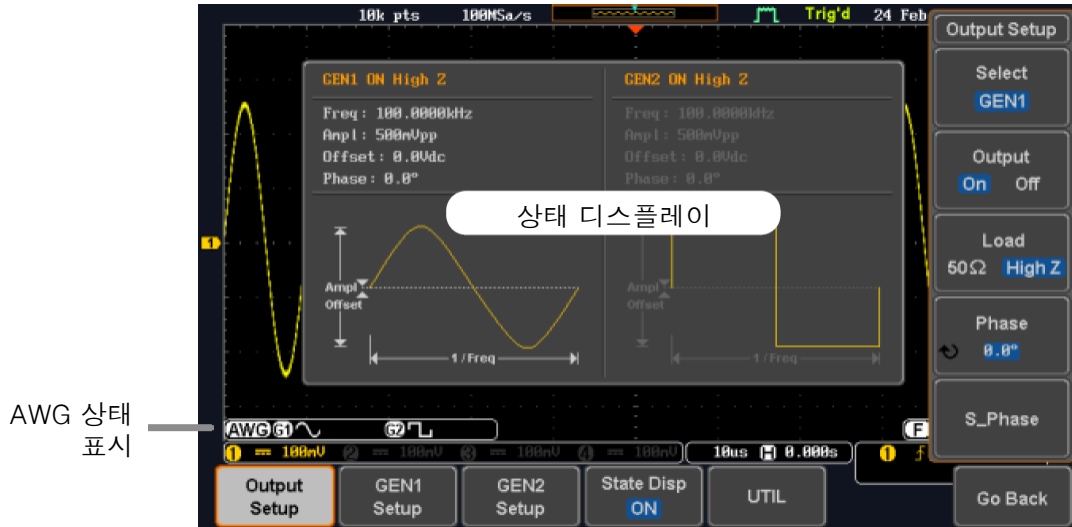 10k pts 100MSa/s Trig'd 24 Feb
Output Setup
GEN1 ON High Z
Freq: 100.0000kHz
Ampl: 500mVpp
Offset: 0.0Vdc
Phase: 0.0°
GEN2 ON High Z
Freq: 100.0000kHz
Ampl: 500mVpp
Offset: 0.0Vdc
Phase: 0.0°
상태 디스플레이
Ampl
Offset
1/Freq
Ampl
Offset
1/Freq
1
Select
GEN1
Output
On Off
Load
50Ω High Z
Phase
0.0°
S_Phase
AWG 상태
표시
AWG G1 G2
F
1 100mV 2 100mV 3 100mV 4 100mV 10us H 0.000s 1
Output
Setup
GEN1
Setup
GEN2
Setup
State Disp
ON
UTIL
Go Back